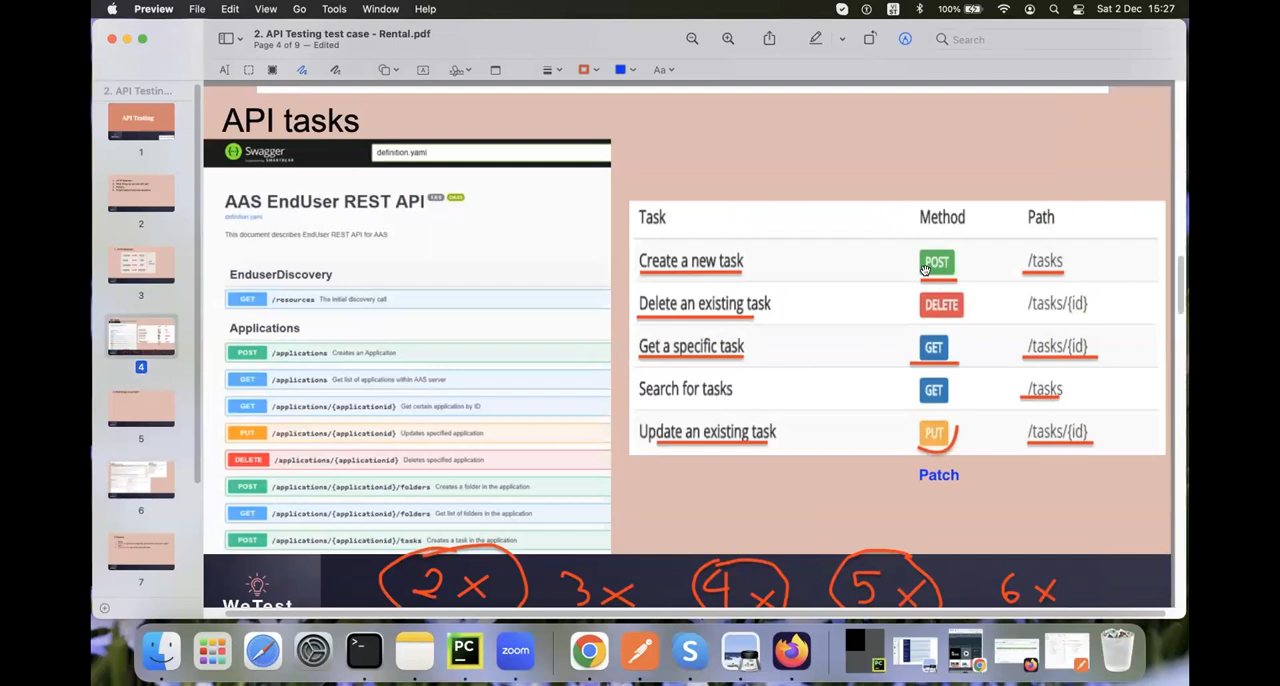 Preview File Edit View Go Tools Window Help
100% Sat 2 Dec 15:27
2. API Testing test case - Rental.pdf
Page 4 of 9 — Edited
Search
2. API Testin...
API Testing
1
2
3
4
5
6
7
API tasks
Swagger
definition.yaml
AAS EndUser REST API
definition.yaml
This document describes EndUser REST API for AAS
EnduserDiscovery
GET /resources The initial discovery call
Applications
POST /applications Creates an Application
GET /applications Get list of applications within AAS server
GET /applications/{applicationid} Get certain application by ID
PUT /applications/{applicationid} Updates specified application
DELETE /applications/{applicationid} Deletes specified application
POST /applications/{applicationid}/folders Creates a folder in the application
GET /applications/{applicationid}/folders Get list of folders in the application
POST /applications/{applicationid}/tasks Creates a task in the application
Task Method Path
Create a new task POST /tasks
Delete an existing task DELETE /tasks/{id}
Get a specific task GET /tasks/{id}
Search for tasks GET /tasks
Update an existing task PUT /tasks/{id}
Patch
WeTest
2x 3x 4x 5x 6x
PC
zoom